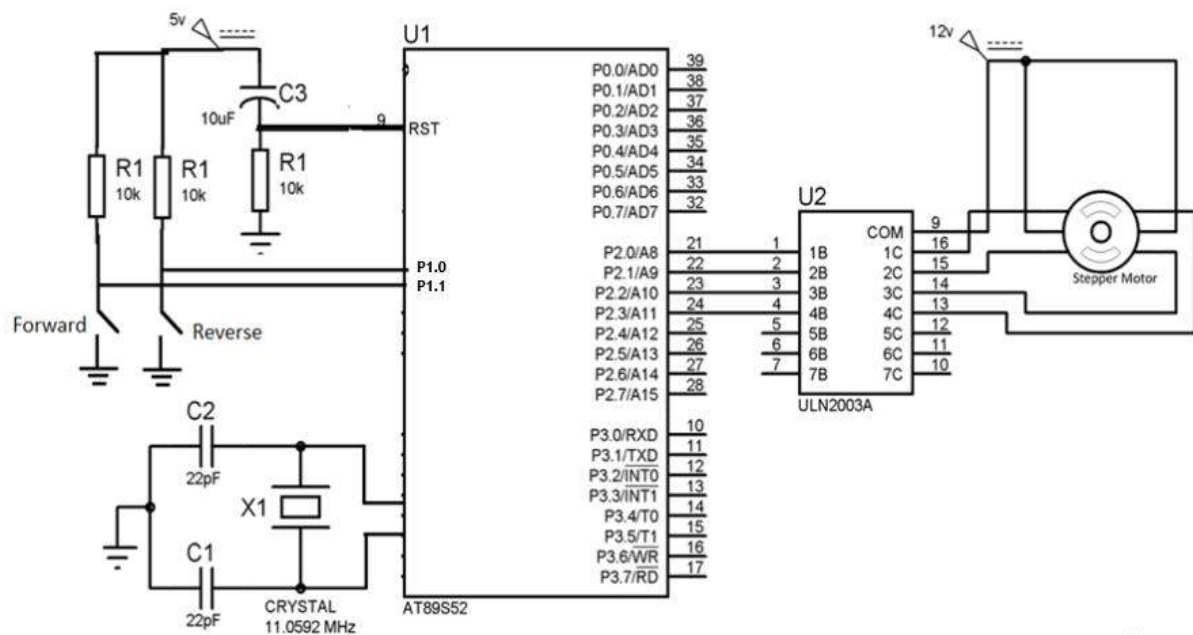 5v
U1
C3
10uF
9
RST
R1
10k
R1
10k
R1
10k
P1.0
P1.1
Forward
Reverse
C2
22pF
X1
C1
22pF
CRYSTAL
11.0592 MHz
AT89S52
P0.0/AD0 39
P0.1/AD1 38
P0.2/AD2 37
P0.3/AD3 36
P0.4/AD4 35
P0.5/AD5 34
P0.6/AD6 33
P0.7/AD7 32
P2.0/A8 21
P2.1/A9 22
P2.2/A10 23
P2.3/A11 24
P2.4/A12 25
P2.5/A13 26
P2.6/A14 27
P2.7/A15 28
P3.0/RXD 10
P3.1/TXD 11
P3.2/INT0 12
P3.3/INT1 13
P3.4/T0 14
P3.5/T1 15
P3.6/WR 16
P3.7/RD 17
12v
U2
COM 9
1 1B 1C 16
2 2B 2C 15
3 3B 3C 14
4 4B 4C 13
5 5B 5C 12
6 6B 6C 11
7 7B 7C 10
ULN2003A
Stepper Motor